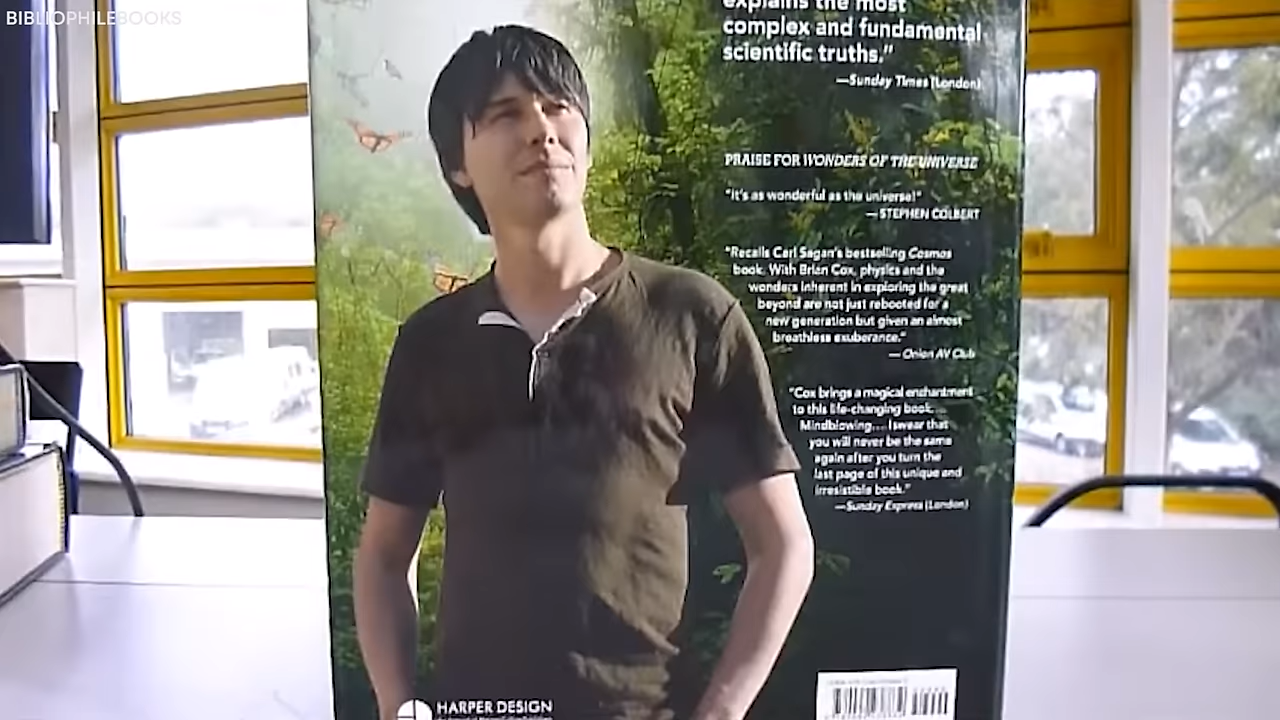 BIBLIOPHILEBOOKS
explains the most
complex and fundamental
scientific truths.”
—Sunday Times (London)
PRAISE FOR WONDERS OF THE UNIVERSE
“It’s as wonderful as the universe!”
— STEPHEN COLBERT
“Recalls Carl Sagan’s bestselling Cosmos
book. With Brian Cox, physics and the
wonders inherent in exploring the great
beyond are not just rebooted for a
new generation but given an almost
breathless exuberance.”
— Onion AV Club
“Cox brings a magical enchantment
to this life-changing book....
Mindblowing.... I swear that
you will never be the same
again after you turn the
last page of this unique and
irresistible book.”
—Sunday Express (London)
HARPER DESIGN